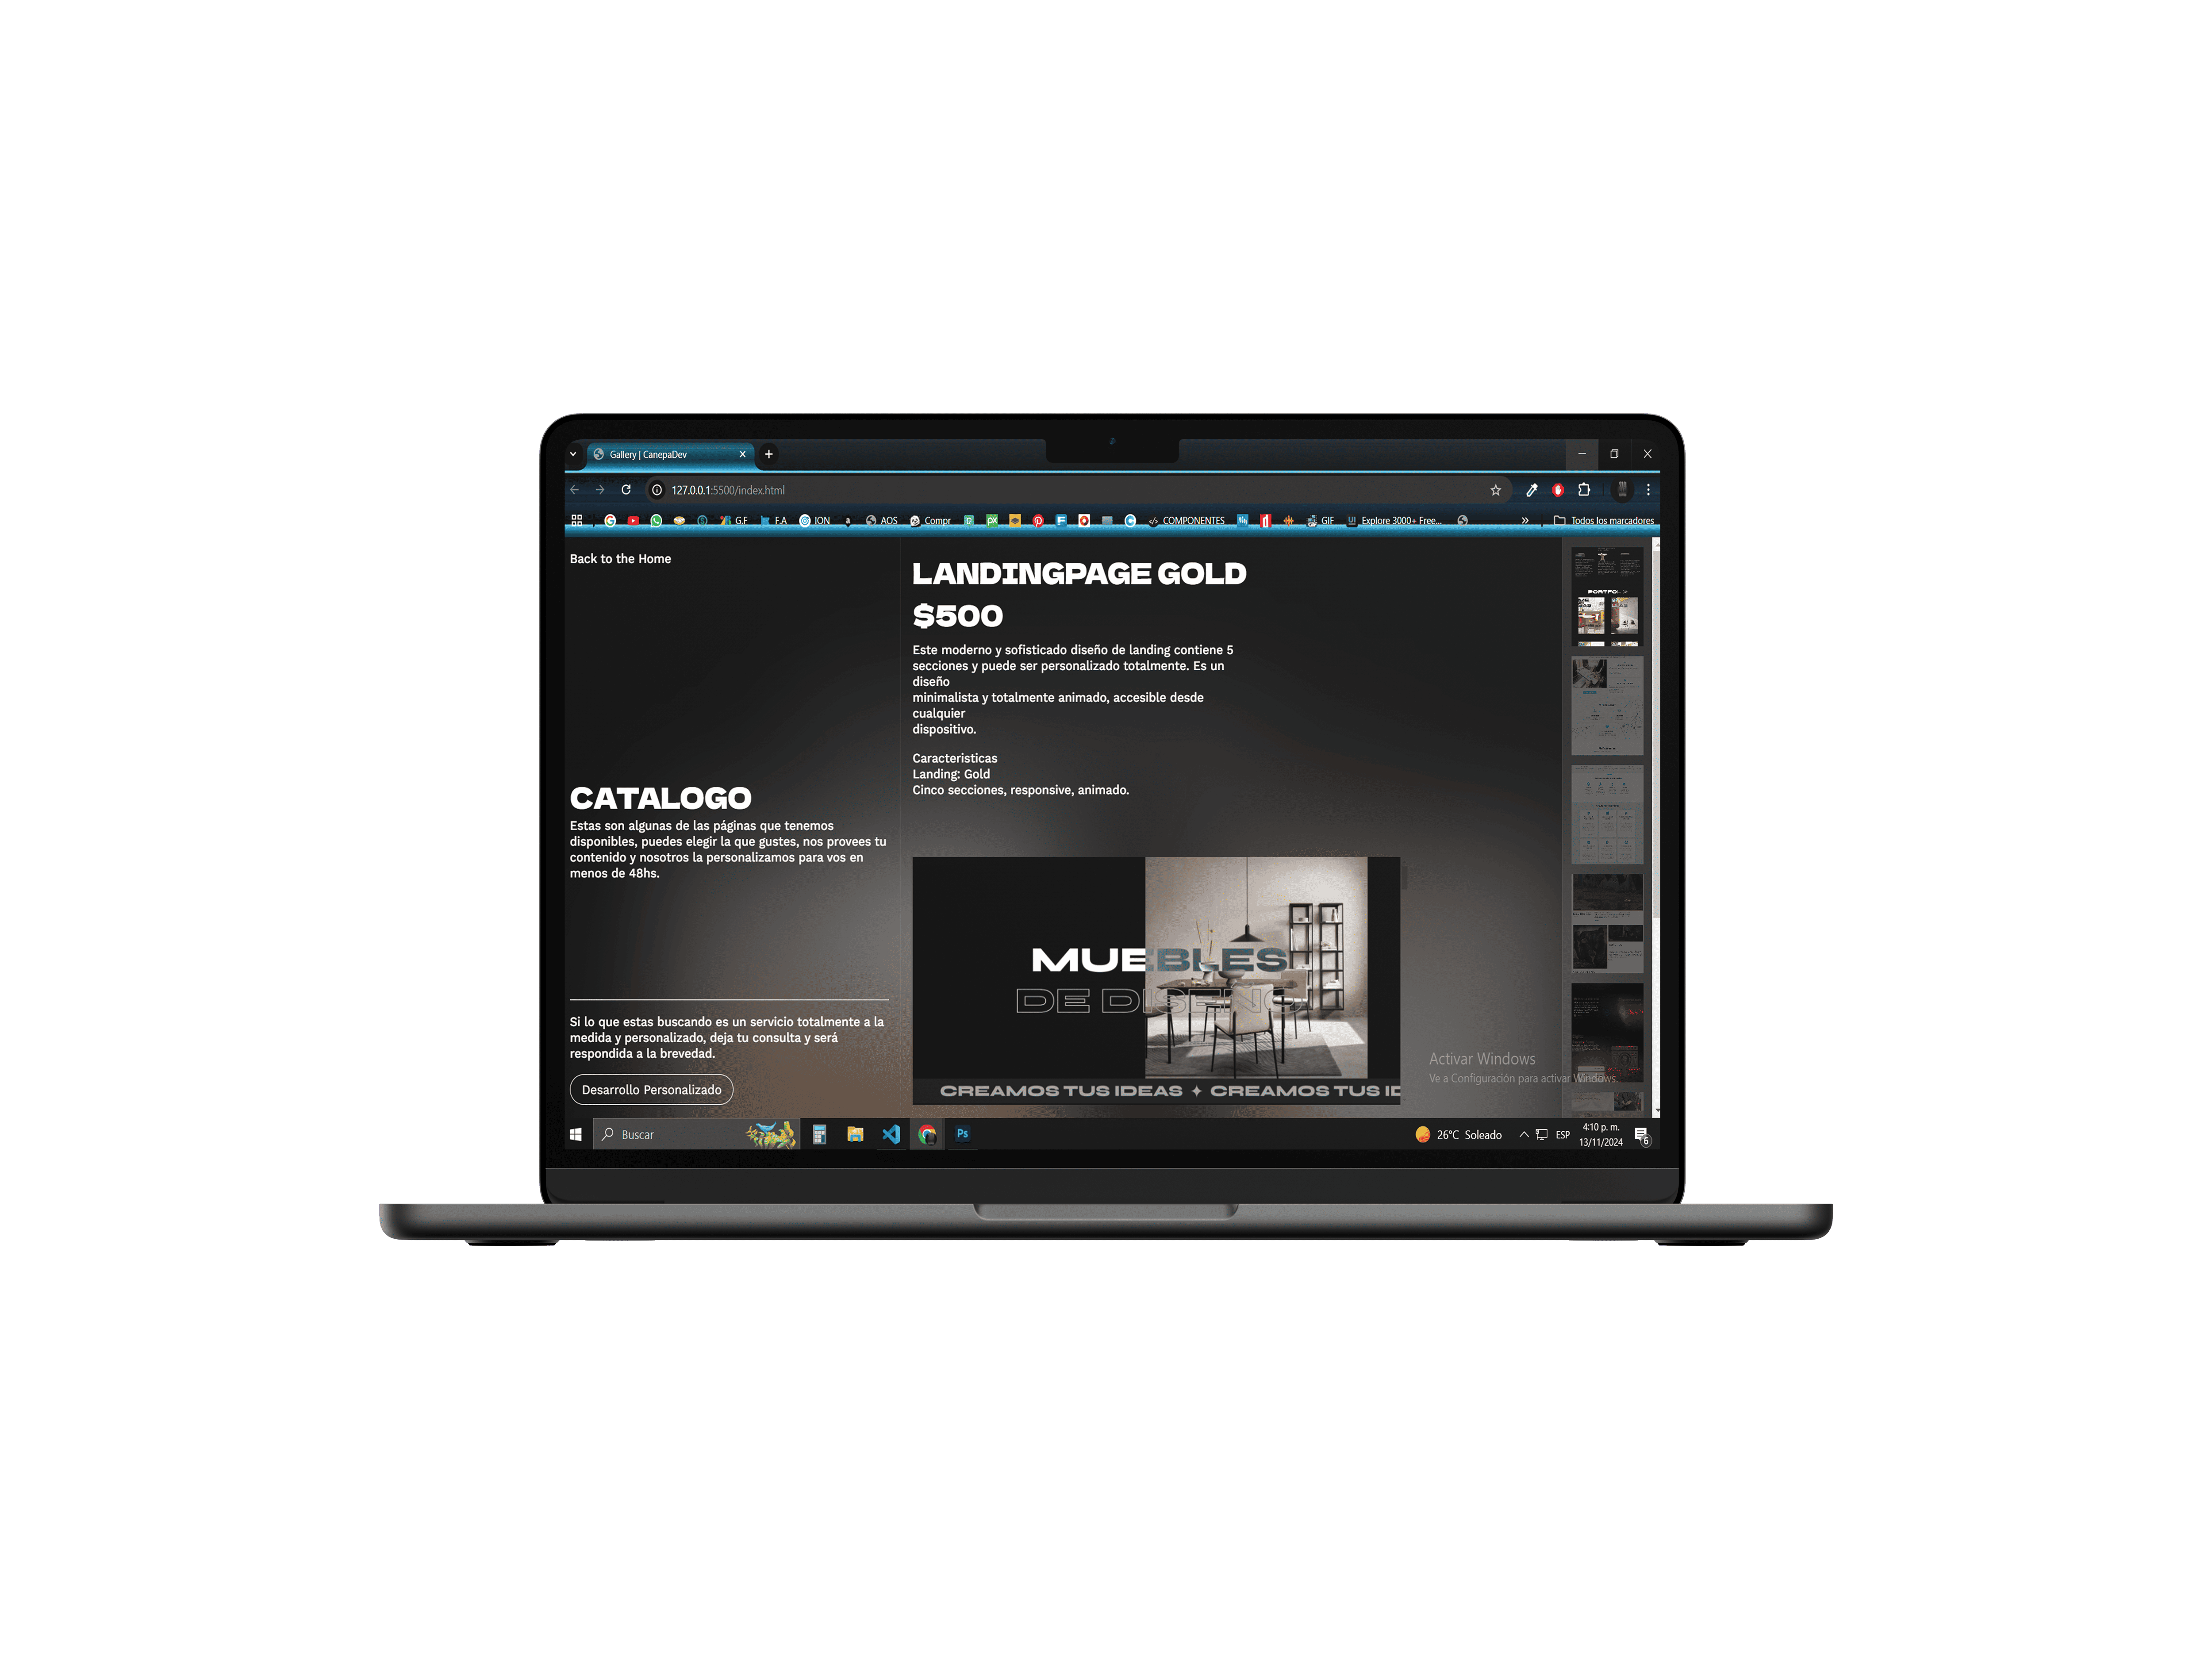 Gallery | CanepaDev
127.0.0.1:5500/index.html
G.F
F.A
ION
a
AOS
Compr
PX
COMPONENTES
GIF
UI
Explore 3000+ Free...
Todos los marcadores
Back to the Home
CATALOGO
Estas son algunas de las páginas que tenemos
disponibles, puedes elegir la que gustes, nos provees tu
contenido y nosotros la personalizamos para vos en
menos de 48hs.
Si lo que estas buscando es un servicio totalmente a la
medida y personalizado, deja tu consulta y será
respondida a la brevedad.
Desarrollo Personalizado
LANDINGPAGE GOLD
$500
Este moderno y sofisticado diseño de landing contiene 5
secciones y puede ser personalizado totalmente. Es un
diseño
minimalista y totalmente animado, accesible desde
cualquier
dispositivo.
Caracteristicas
Landing: Gold
Cinco secciones, responsive, animado.
MUEBLES
DE DISEÑO
CREAMOS TUS IDEAS ✦ CREAMOS TUS ID
Activar Windows
Ve a Configuración para activar Windows.
Buscar
Ps
26°C Soleado
ESP
4:10 p. m.
13/11/2024
6